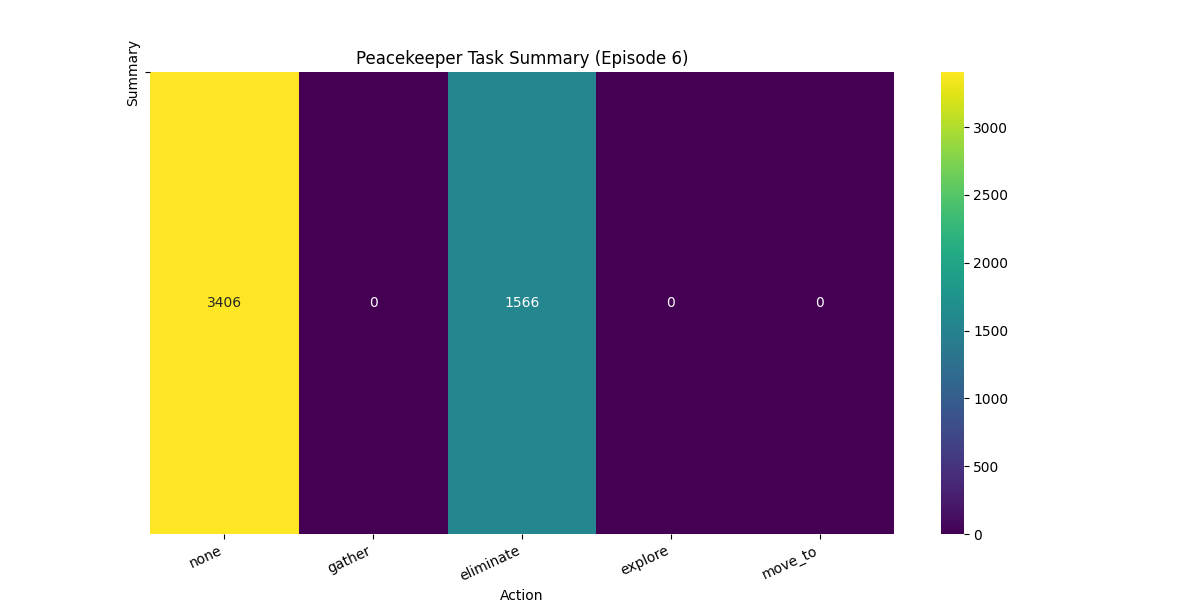 Peacekeeper Task Summary (Episode 6)
Summary
3406
0
1566
0
0
none
gather
eliminate
explore
move_to
Action
3000
2500
2000
1500
1000
500
0